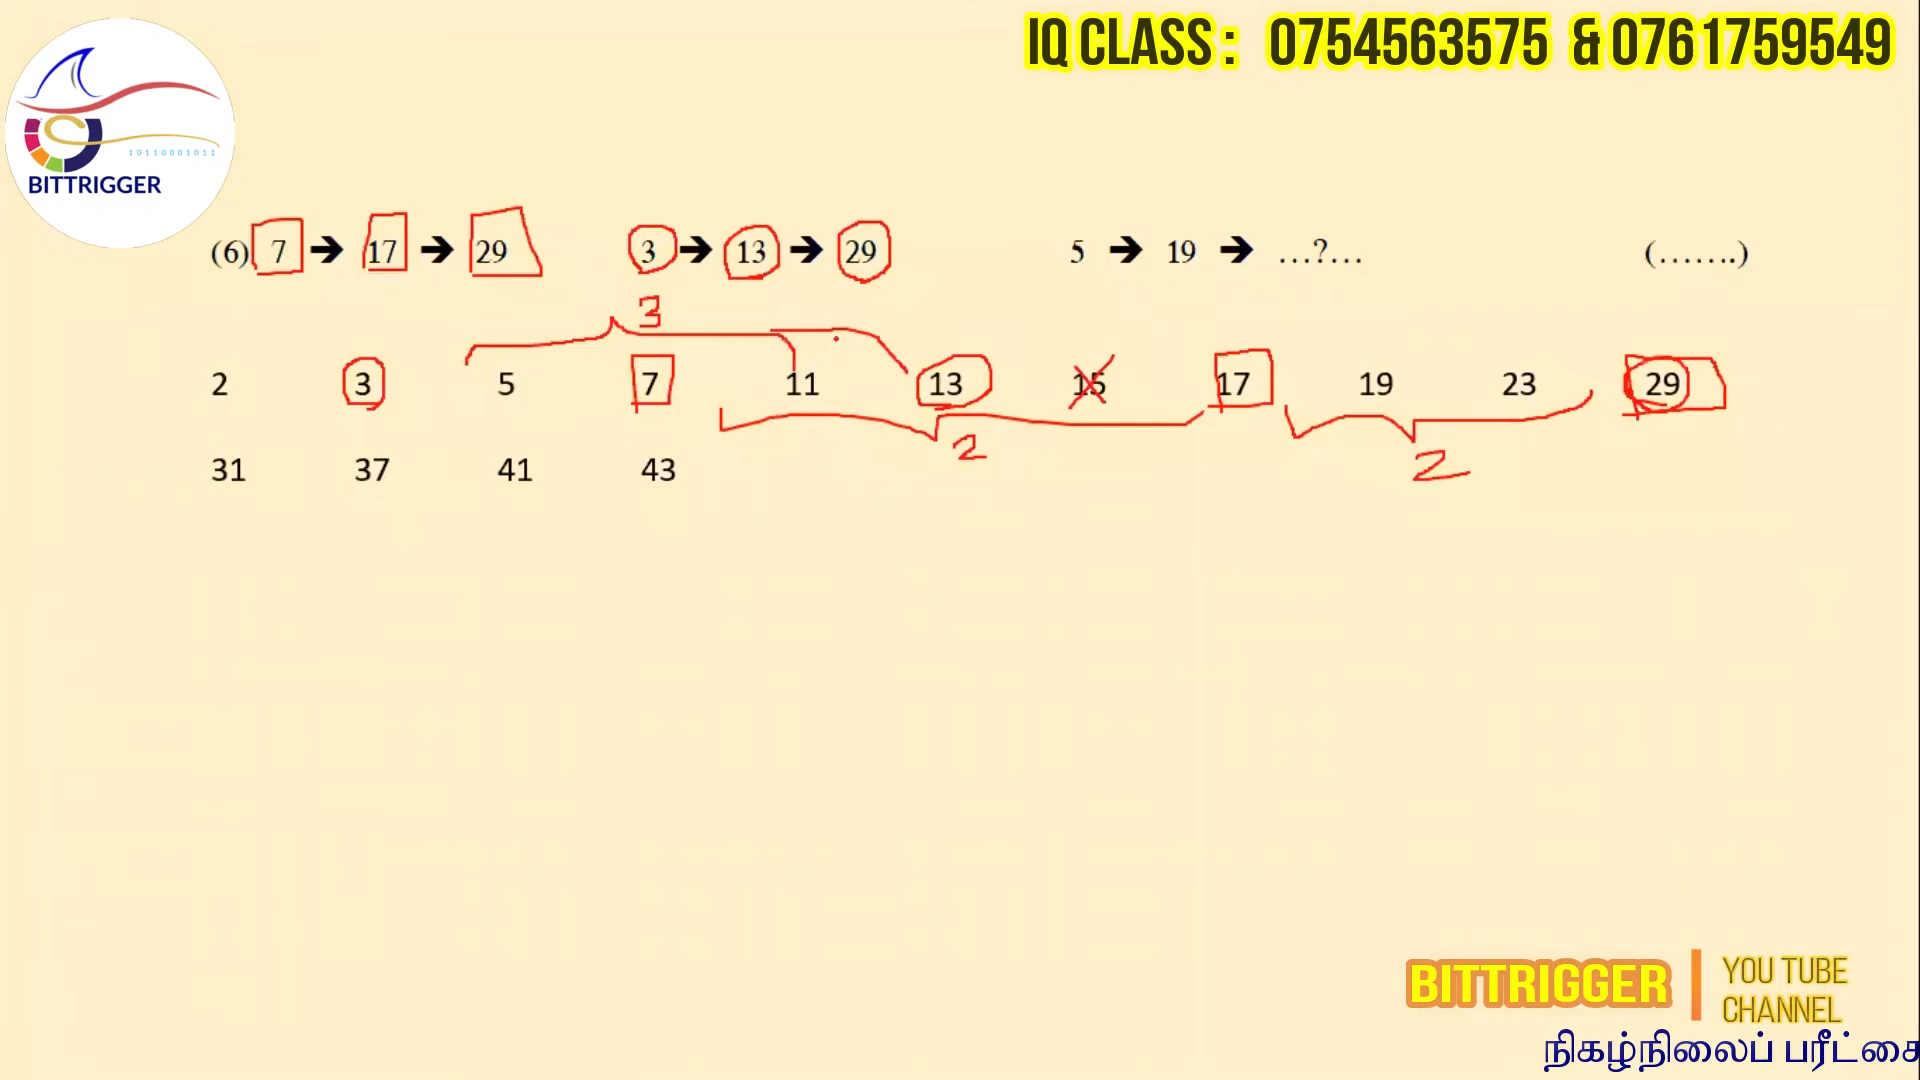 IQ CLASS : 0754563575 & 0761759549
10110001011
BITTRIGGER
(6) 7 ➔ 17 ➔ 29 3 ➔ 13 ➔ 29 5 ➔ 19 ➔ ...?... (.......)
3
2 3 5 7 11 13 15 17 19 23 29
2 2
31 37 41 43
BITTRIGGER | YOU TUBE
CHANNEL
நிகழ்நிலைப் பரீட்சை